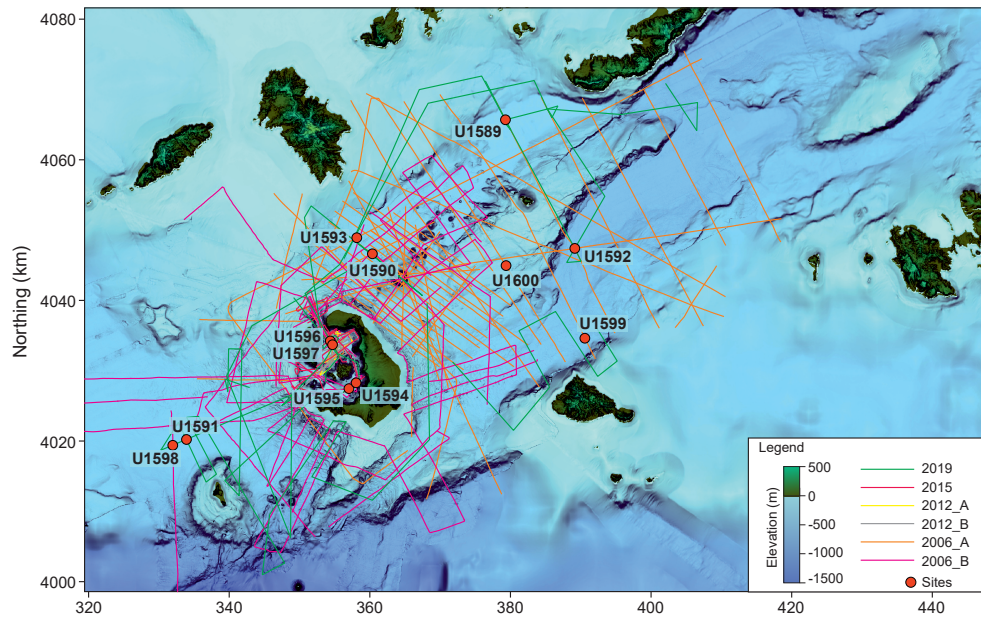 4080
4060
4040
4020
4000
Northing (km)
320
340
360
380
400
420
440
U1589
U1593
U1590
U1592
U1600
U1596
U1599
U1597
U1595
U1594
U1591
U1598
Legend
Elevation (m)
500
0
-500
-1000
-1500
2019
2015
2012_A
2012_B
2006_A
2006_B
Sites